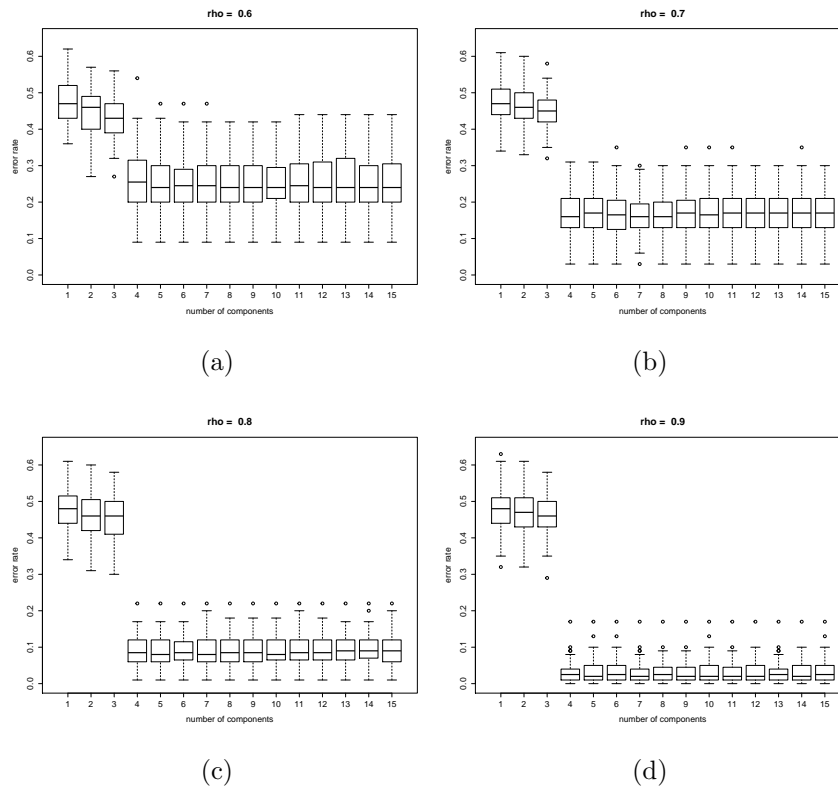 rho = 0.6
error rate
0.6
0.5
0.4
0.3
0.2
0.1
0.0
1 2 3 4 5 6 7 8 9 10 11 12 13 14 15
number of components
(a)
rho = 0.7
error rate
0.6
0.5
0.4
0.3
0.2
0.1
0.0
1 2 3 4 5 6 7 8 9 10 11 12 13 14 15
number of components
(b)
rho = 0.8
error rate
0.6
0.5
0.4
0.3
0.2
0.1
0.0
1 2 3 4 5 6 7 8 9 10 11 12 13 14 15
number of components
(c)
rho = 0.9
error rate
0.6
0.5
0.4
0.3
0.2
0.1
0.0
1 2 3 4 5 6 7 8 9 10 11 12 13 14 15
number of components
(d)